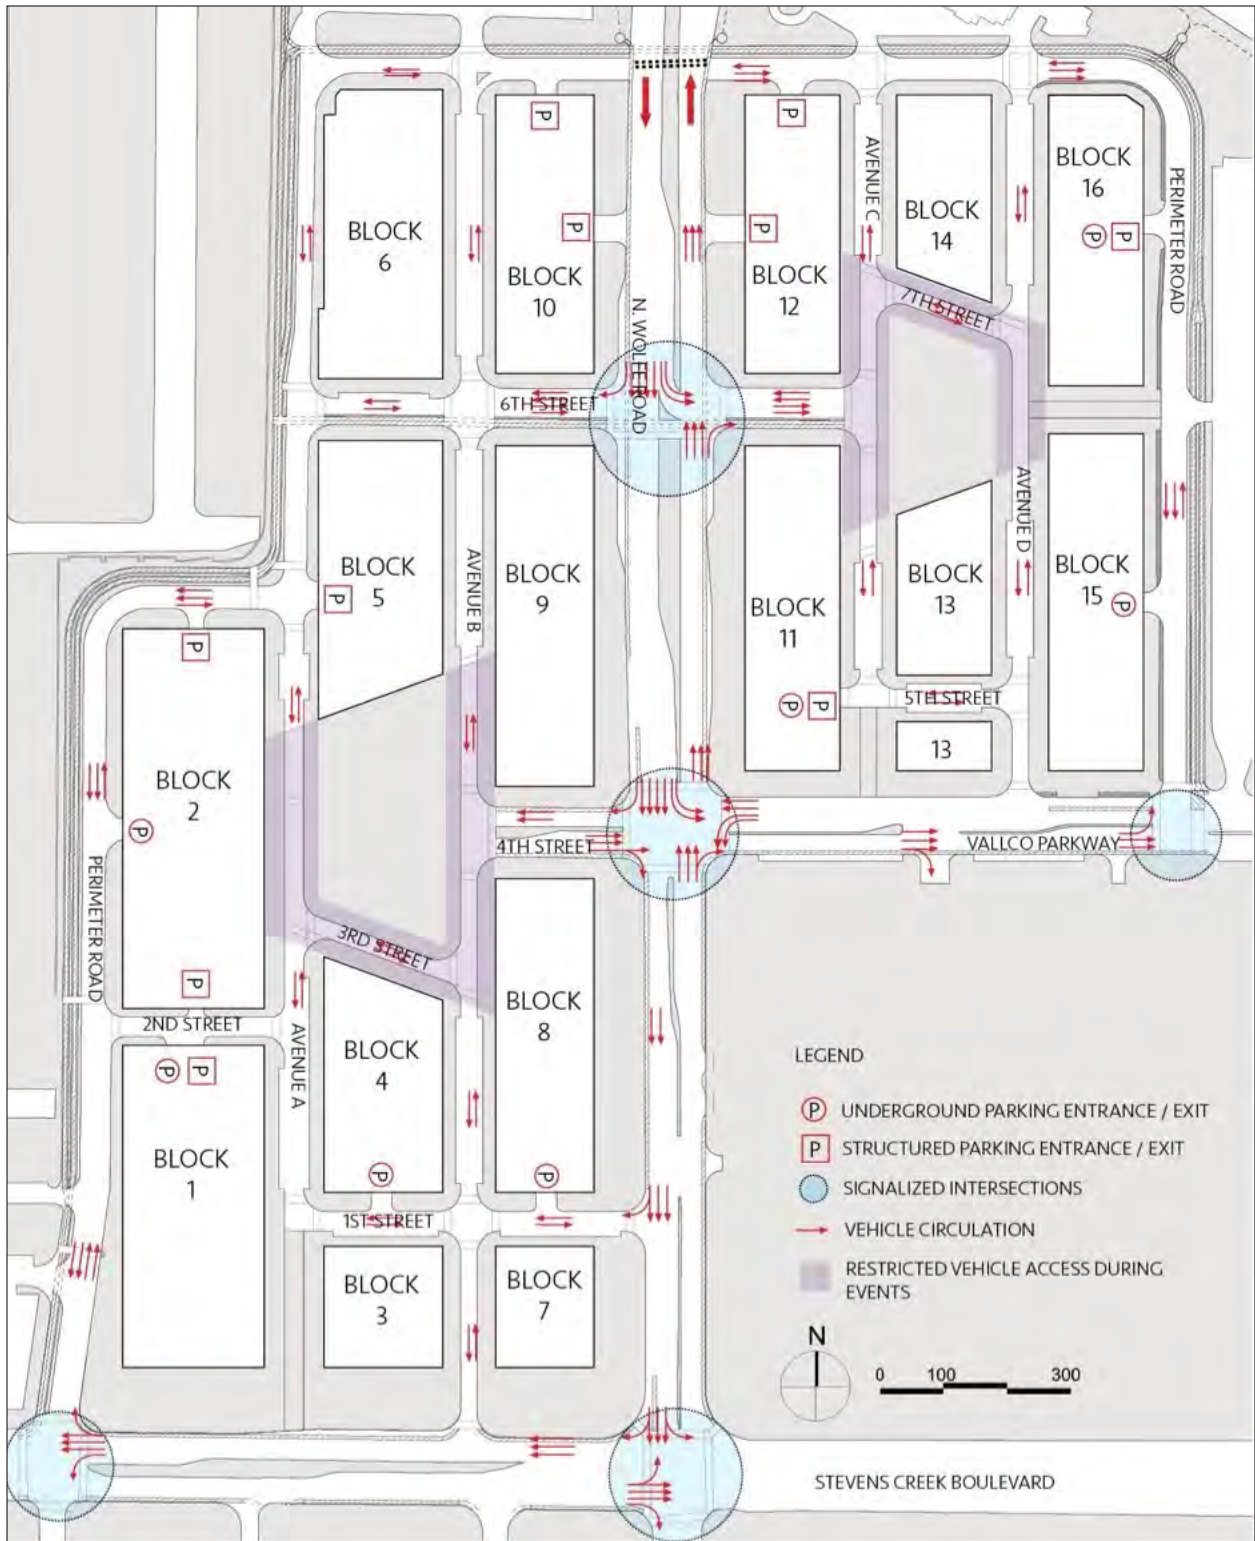 BLOCK
6
P
BLOCK
10
P
N. WOLFE ROAD
P
P
BLOCK
12
AVENUE C
BLOCK
14
7TH STREET
BLOCK
16
P
P
PERIMETER ROAD
6TH STREET
BLOCK
5
P
AVENUE B
BLOCK
9
BLOCK
11
P
P
BLOCK
13
5TH STREET
13
AVENUE D
BLOCK
15
P
P
BLOCK
2
P
P
PERIMETER ROAD
2ND STREET
3RD STREET
4TH STREET
VALLCO PARKWAY
P
P
BLOCK
1
AVENUE A
BLOCK
4
P
BLOCK
8
P
1ST STREET
BLOCK
3
BLOCK
7
LEGEND
P UNDERGROUND PARKING ENTRANCE / EXIT
P STRUCTURED PARKING ENTRANCE / EXIT
SIGNALIZED INTERSECTIONS
VEHICLE CIRCULATION
RESTRICTED VEHICLE ACCESS DURING
EVENTS
N
0 100 300
STEVENS CREEK BOULEVARD